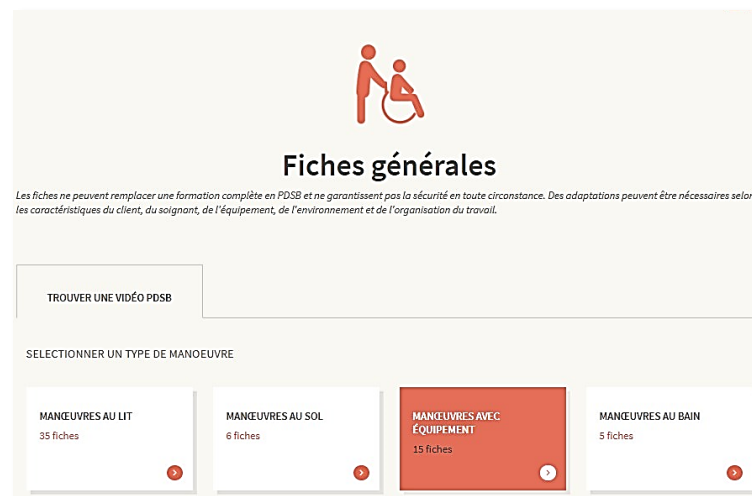 Fiches générales
Les fiches ne peuvent remplacer une formation complète en PDSB et ne garantissent pas la sécurité en toute circonstance. Des adaptations peuvent être nécessaires selon
les caractéristiques du client, du soignant, de l'équipement, de l'environnement et de l'organisation du travail.
TROUVER UNE VIDÉO PDSB
SELECTIONNER UN TYPE DE MANOEUVRE
MANŒUVRES AU LIT
35 fiches
MANŒUVRES AU SOL
6 fiches
MANŒUVRES AVEC
ÉQUIPEMENT
15 fiches
MANŒUVRES AU BAIN
5 fiches